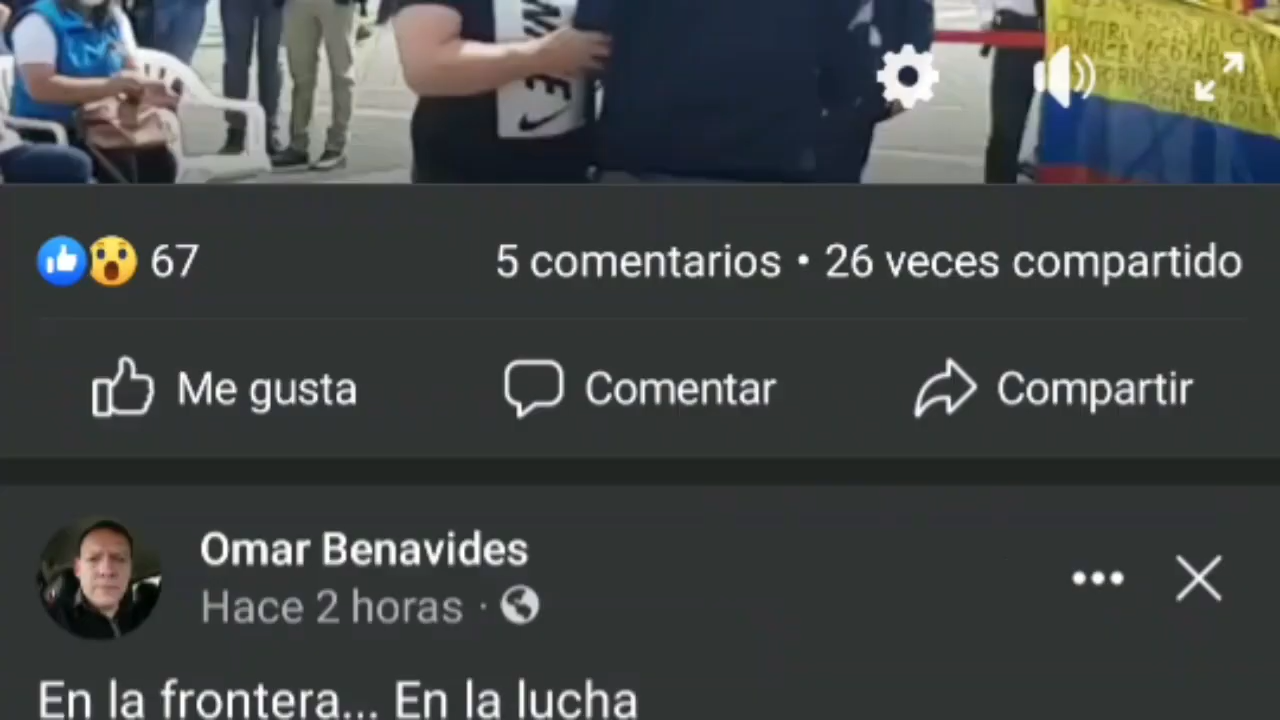 NIKE
67
5 comentarios • 26 veces compartido
Me gusta
Comentar
Compartir
Omar Benavides
Hace 2 horas ·
En la frontera... En la lucha